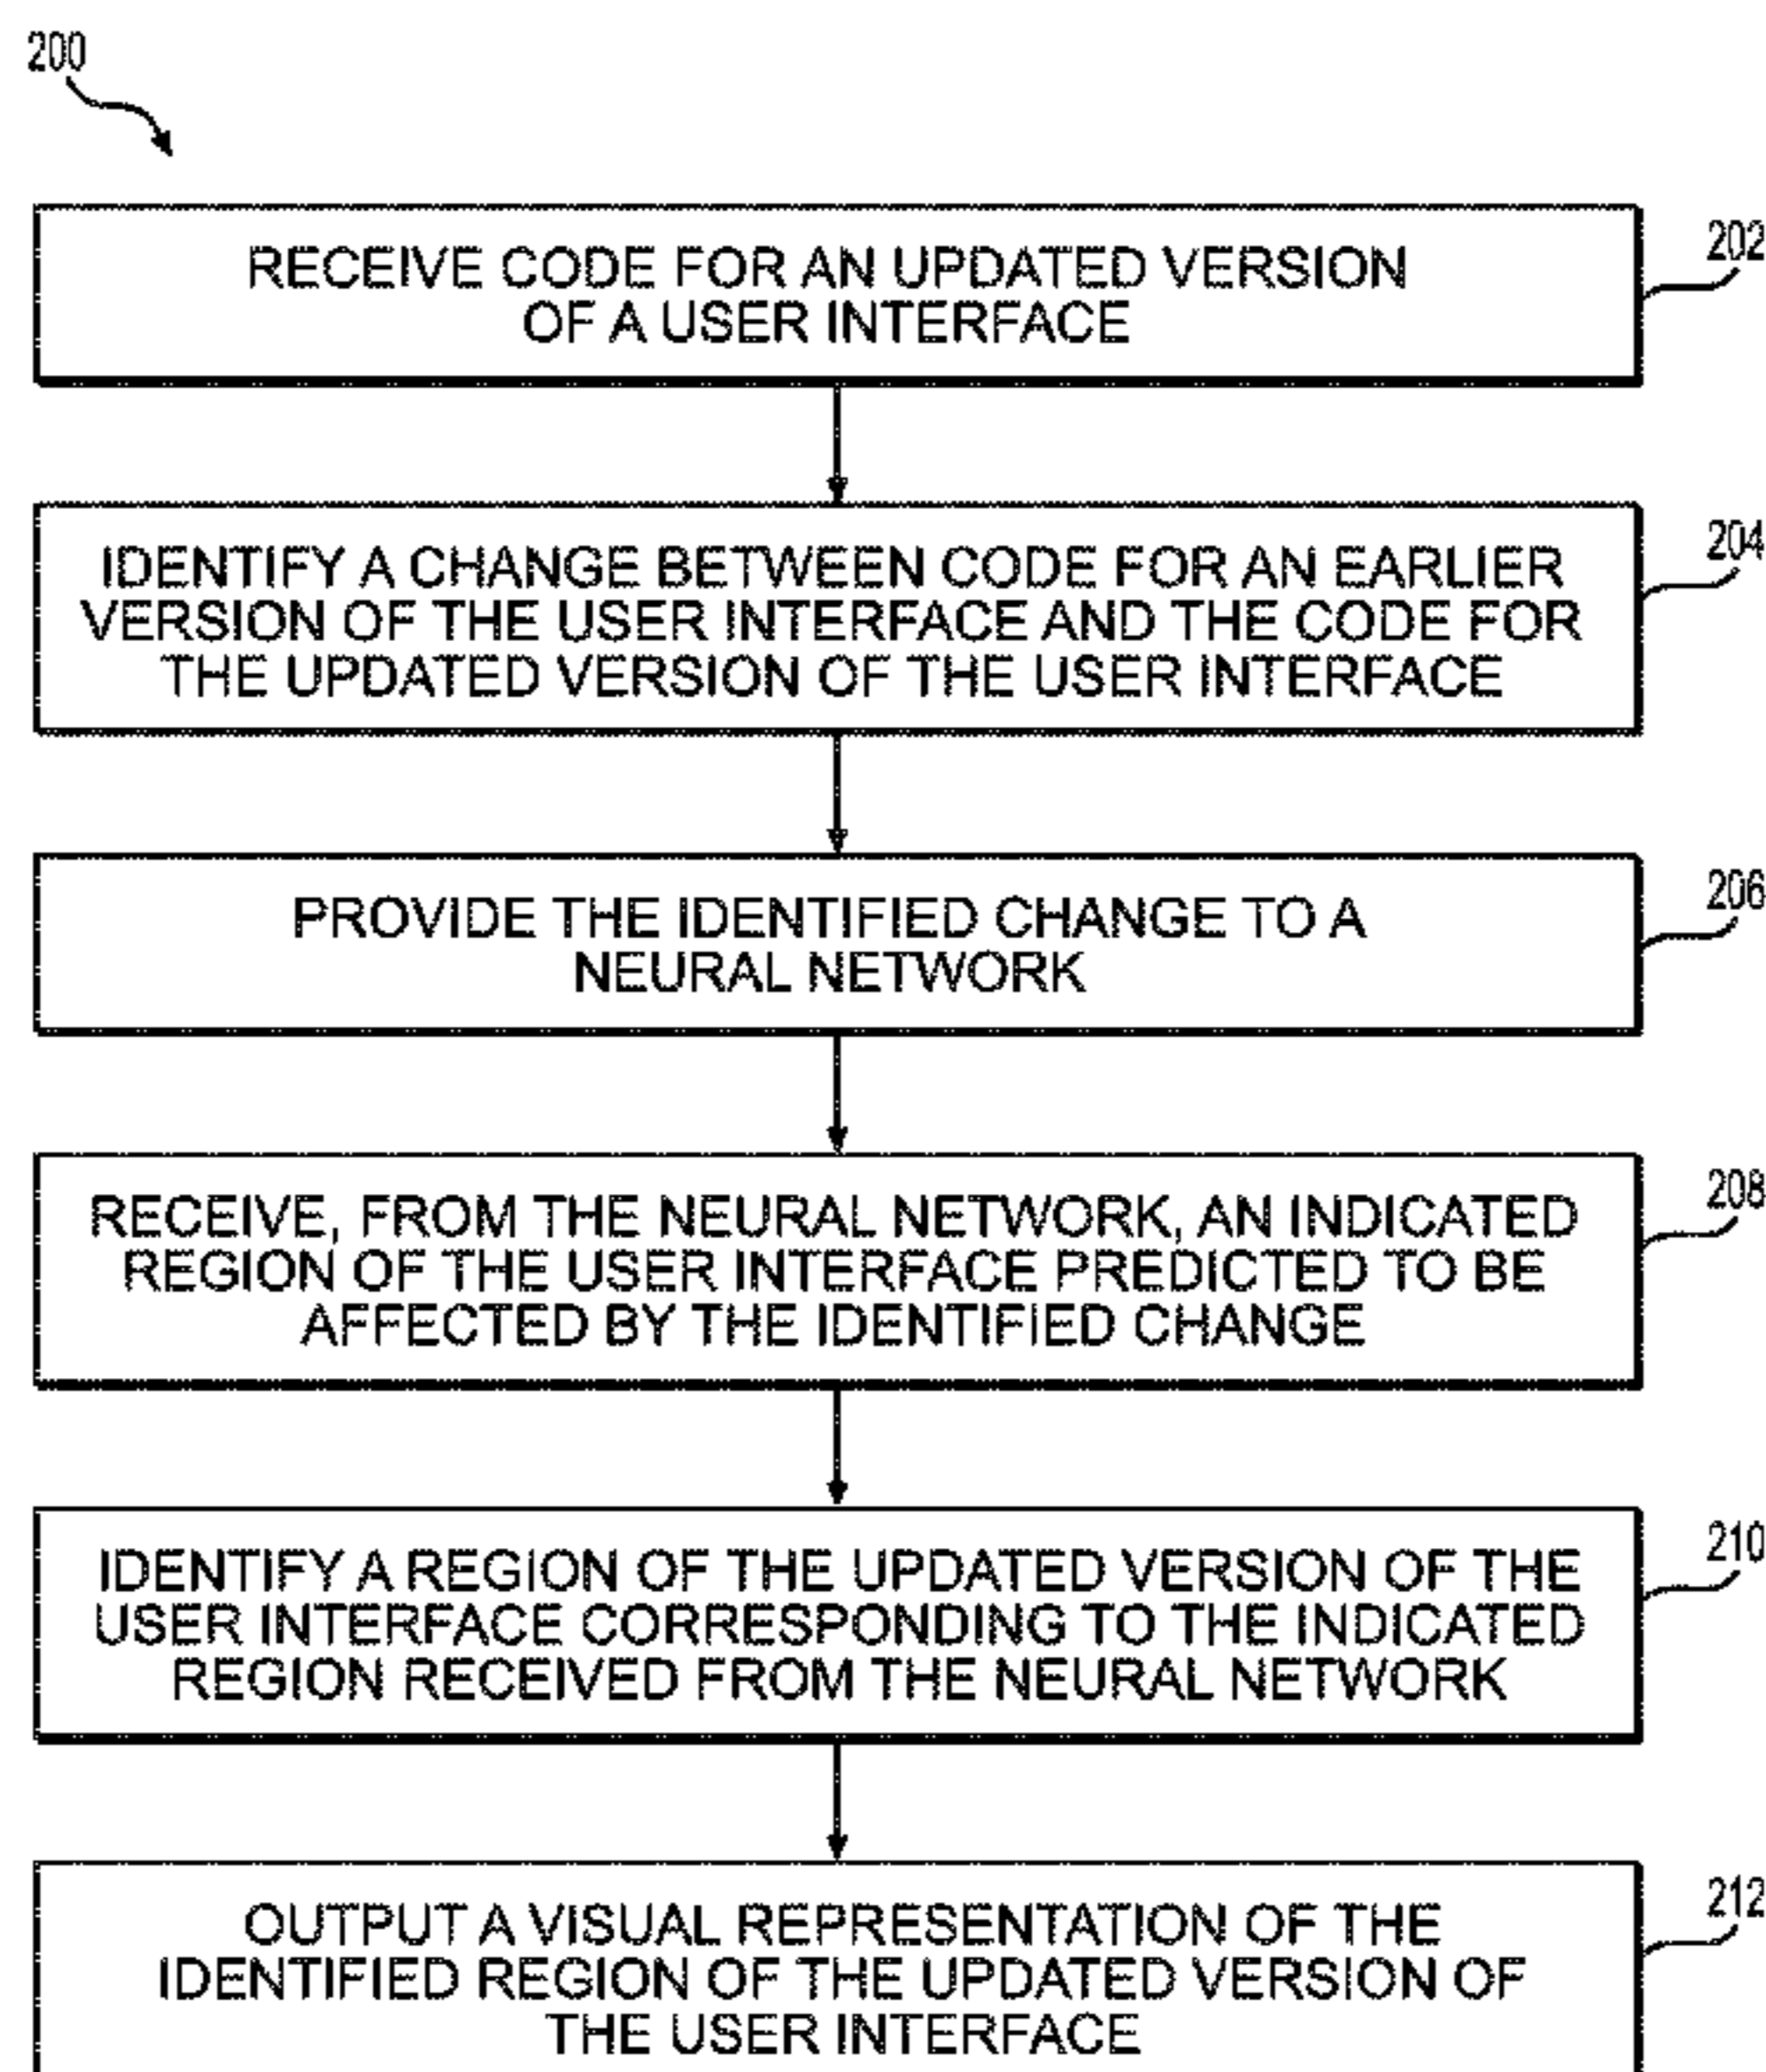 200
RECEIVE CODE FOR AN UPDATED VERSION
OF A USER INTERFACE
202
IDENTIFY A CHANGE BETWEEN CODE FOR AN EARLIER
VERSION OF THE USER INTERFACE AND THE CODE FOR
THE UPDATED VERSION OF THE USER INTERFACE
204
PROVIDE THE IDENTIFIED CHANGE TO A
NEURAL NETWORK
206
RECEIVE, FROM THE NEURAL NETWORK, AN INDICATED
REGION OF THE USER INTERFACE PREDICTED TO BE
AFFECTED BY THE IDENTIFIED CHANGE
208
IDENTIFY A REGION OF THE UPDATED VERSION OF THE
USER INTERFACE CORRESPONDING TO THE INDICATED
REGION RECEIVED FROM THE NEURAL NETWORK
210
OUTPUT A VISUAL REPRESENTATION OF THE
IDENTIFIED REGION OF THE UPDATED VERSION OF
THE USER INTERFACE
212